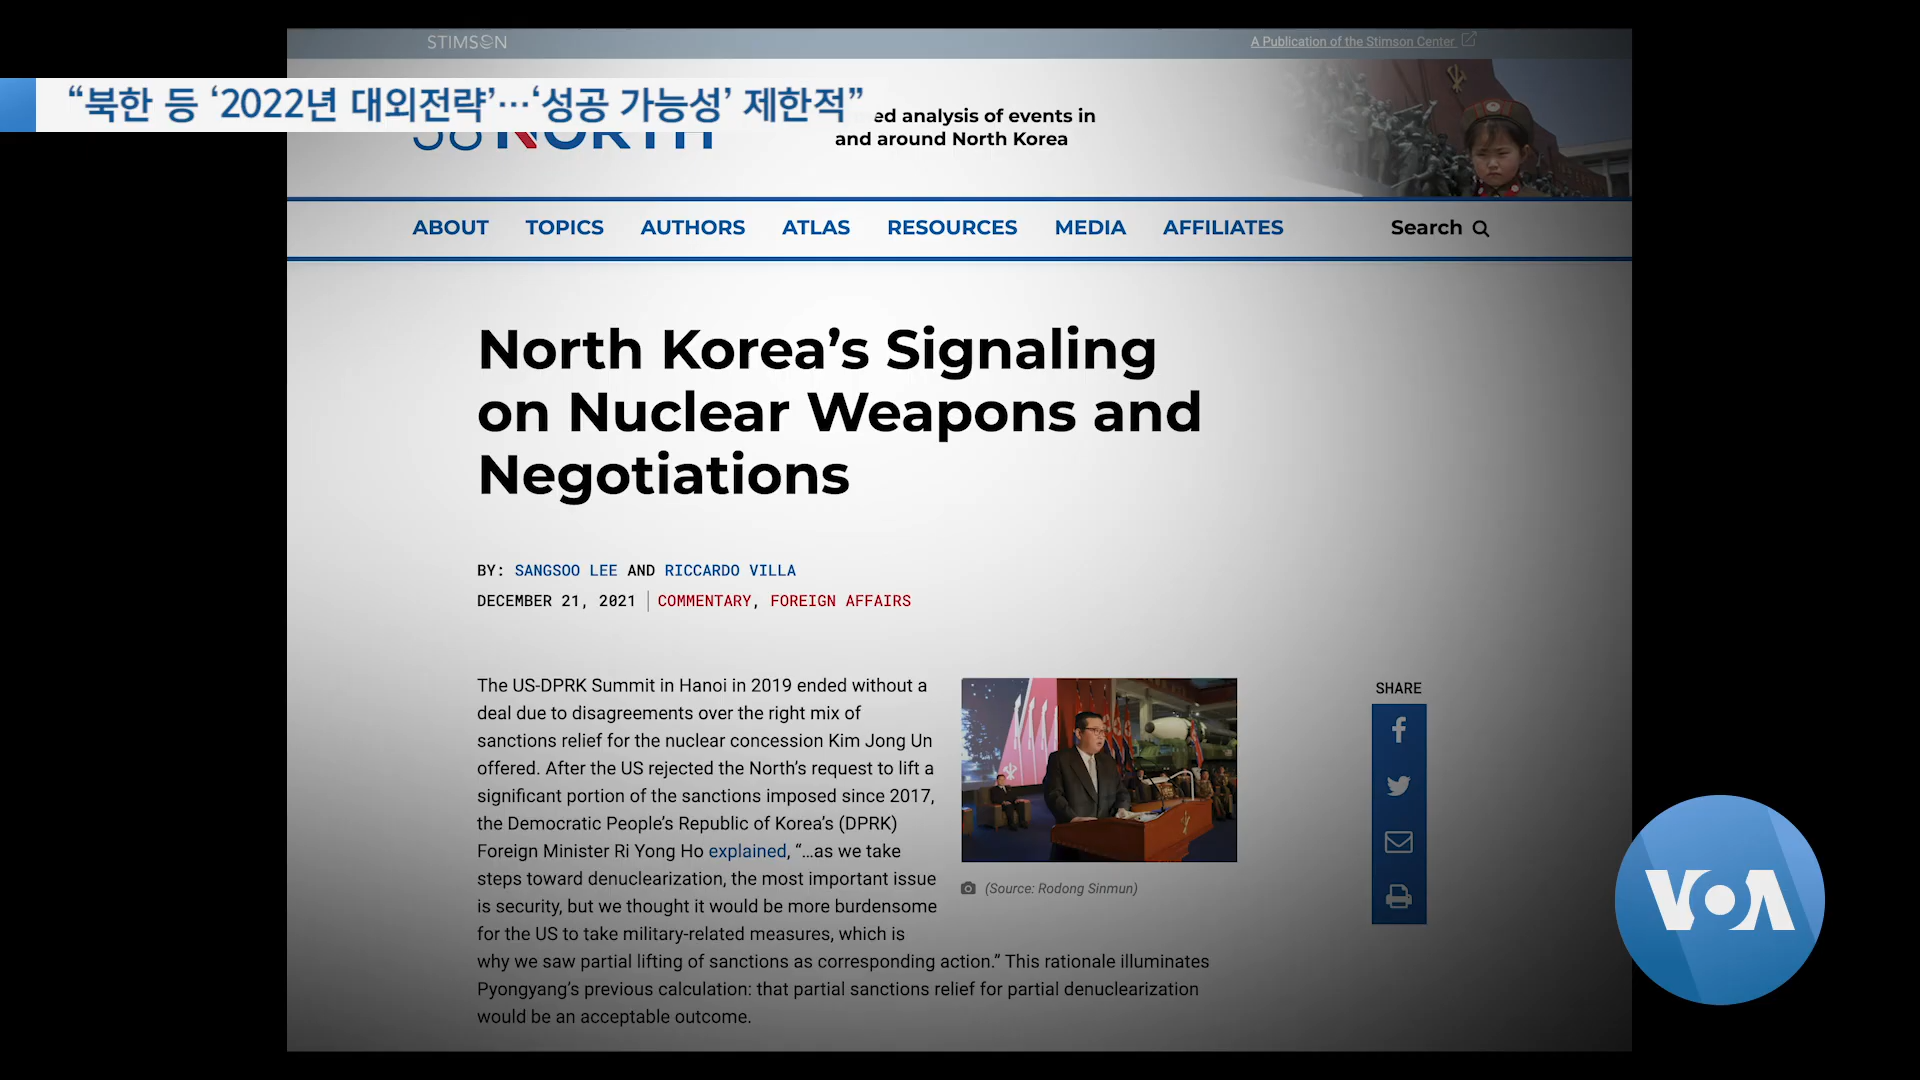 STIMSON
A Publication of the Stimson Center
“북한 등 ‘2022년 대외전략’…‘성공 가능성’ 제한적”
38 NORTH
analysis of events in
and around North Korea
ABOUT TOPICS AUTHORS ATLAS RESOURCES MEDIA AFFILIATES Search
North Korea’s Signaling
on Nuclear Weapons and
Negotiations
BY: SANGSOO LEE AND RICCARDO VILLA
DECEMBER 21, 2021 | COMMENTARY, FOREIGN AFFAIRS
The US-DPRK Summit in Hanoi in 2019 ended without a
deal due to disagreements over the right mix of
sanctions relief for the nuclear concession Kim Jong Un
offered. After the US rejected the North’s request to lift a
significant portion of the sanctions imposed since 2017,
the Democratic People’s Republic of Korea’s (DPRK)
Foreign Minister Ri Yong Ho explained, “…as we take
steps toward denuclearization, the most important issue
is security, but we thought it would be more burdensome
for the US to take military-related measures, which is
why we saw partial lifting of sanctions as corresponding action.” This rationale illuminates
Pyongyang’s previous calculation: that partial sanctions relief for partial denuclearization
would be an acceptable outcome.
(Source: Rodong Sinmun)
SHARE
VOA